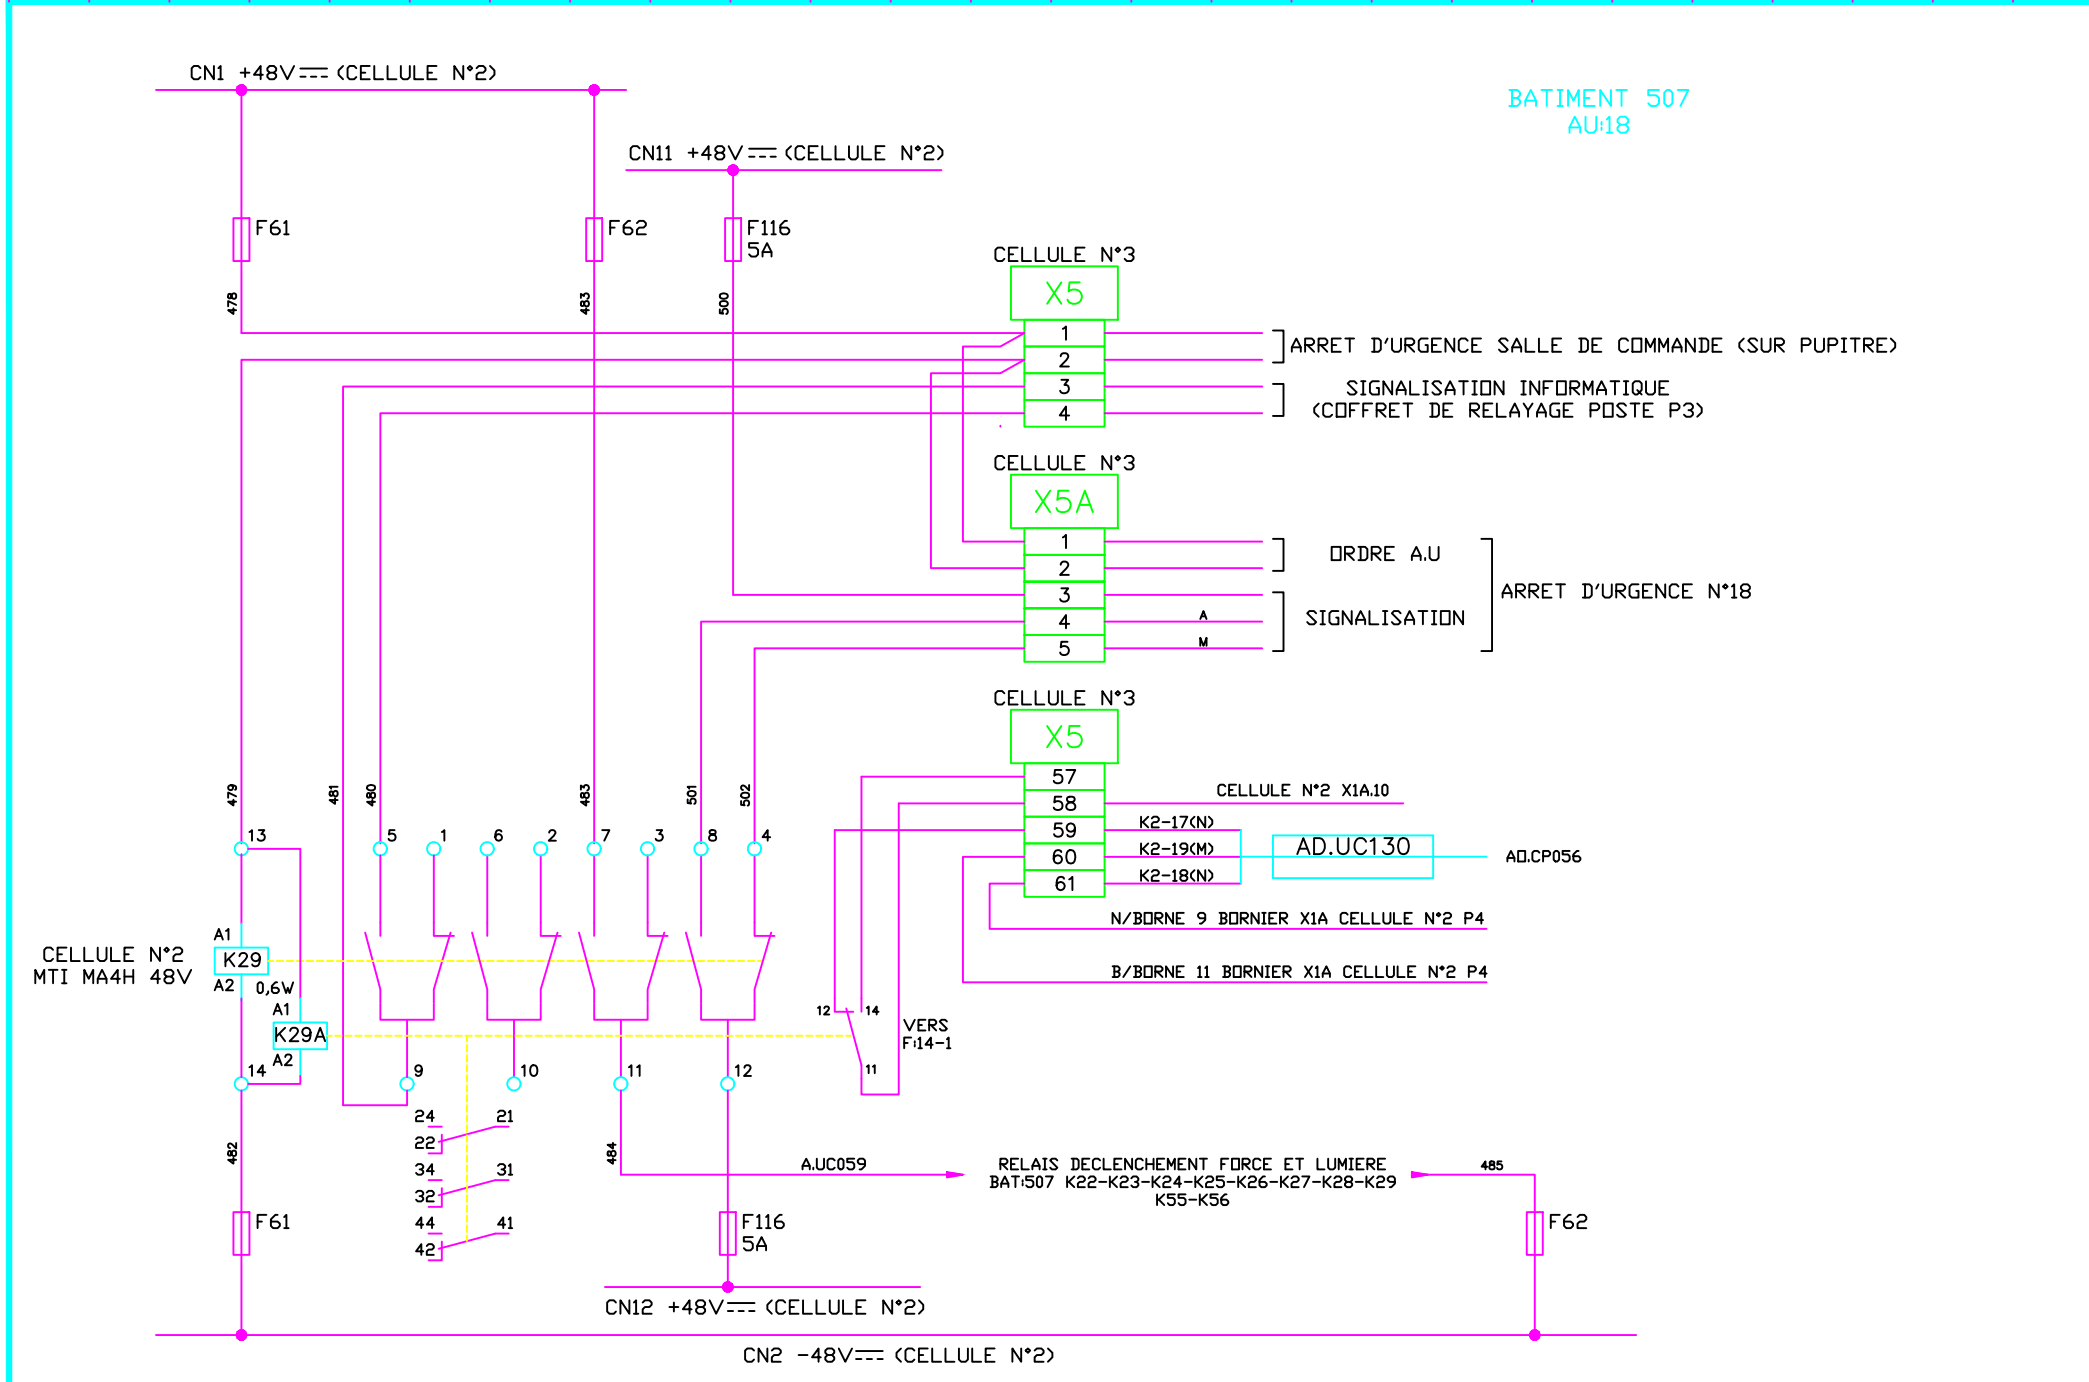 CN1 +48V (CELLULE N°2)
BATIMENT 507
AU:18
CN11 +48V (CELLULE N°2)
F61
F62
F116
5A
478
483
500
CELLULE N°3
X5
1
2
3
4
ARRET D'URGENCE SALLE DE COMMANDE (SUR PUPITRE)
SIGNALISATION INFORMATIQUE
(COFFRET DE RELAYAGE POSTE P3)
CELLULE N°3
X5A
1
2
3
4
5
A
M
ORDRE A.U
SIGNALISATION
ARRET D'URGENCE N°18
CELLULE N°3
X5
57
58
59
60
61
CELLULE N°2 X1A.10
K2-17(N)
K2-19(M)
K2-18(N)
AD.UC130
AD.CP056
N/BORNE 9 BORNIER X1A CELLULE N°2 P4
B/BORNE 11 BORNIER X1A CELLULE N°2 P4
479
481
480
483
501
502
13
5
1
6
2
7
3
8
4
CELLULE N°2
MTI MA4H 48V
A1
K29
A2
0,6W
A1
K29A
A2
14
9
10
11
12
12
14
11
VERS
F:14-1
24
21
22
34
31
32
44
41
42
482
484
A.UC059
RELAIS DECLENCHEMENT FORCE ET LUMIERE
BAT:507 K22-K23-K24-K25-K26-K27-K28-K29
K55-K56
485
F61
F116
5A
F62
CN12 +48V (CELLULE N°2)
CN2 -48V (CELLULE N°2)